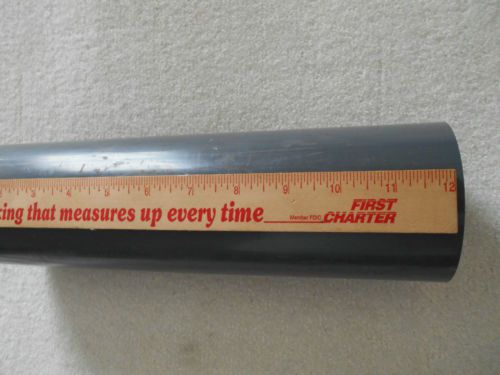 3 4 5 6 7 8 9 10 11 12
ing that measures up every time
Member FDIC
FIRST
CHARTER